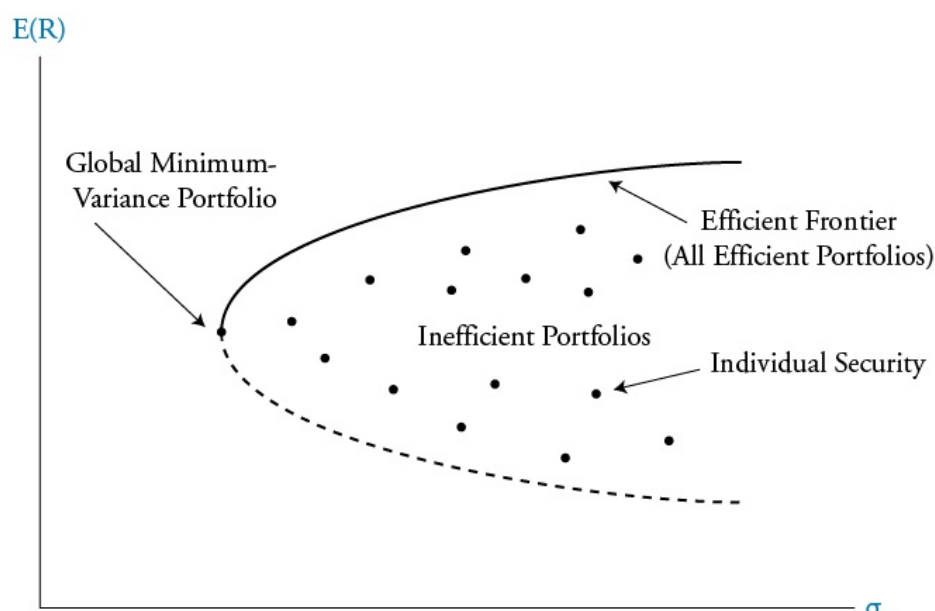 E(R)
Global Minimum-
Variance Portfolio
Efficient Frontier
(All Efficient Portfolios)
Inefficient Portfolios
Individual Security
σ